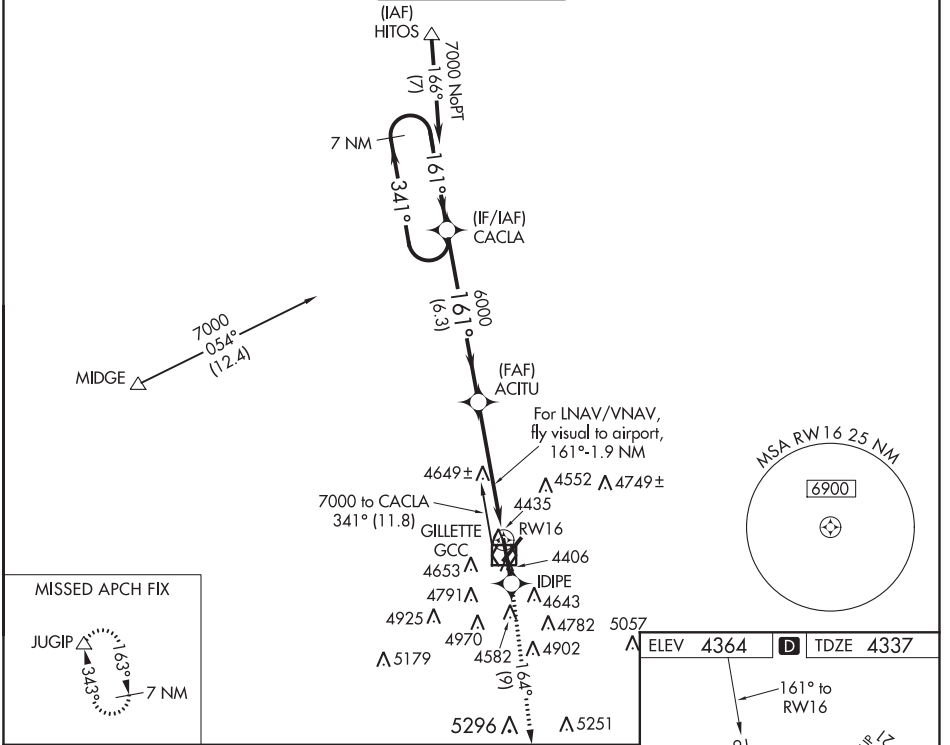 (IAF)
HITOS
7000 NoPT
166°
(7)
7 NM
161°
341°
(IF/IAF)
CACLA
6000
161°
(6.3)
7000
054°
(12.4)
MIDGE
(FAF)
ACITU
For LNAV/VNAV,
fly visual to airport,
161°-1.9 NM
MSA RW16 25 NM
6900
4649±
4552
4749±
7000 to CACLA
341° (11.8)
4435
GILLETTE
GCC
RW16
4406
4653
IDIPE
4791
4643
4925
4970
4782
5057
4582
4902
5179
(9)
164°
5296
5251
MISSED APCH FIX
JUGIP
163°
343°
7 NM
ELEV 4364 D TDZE 4337
161° to
RW16